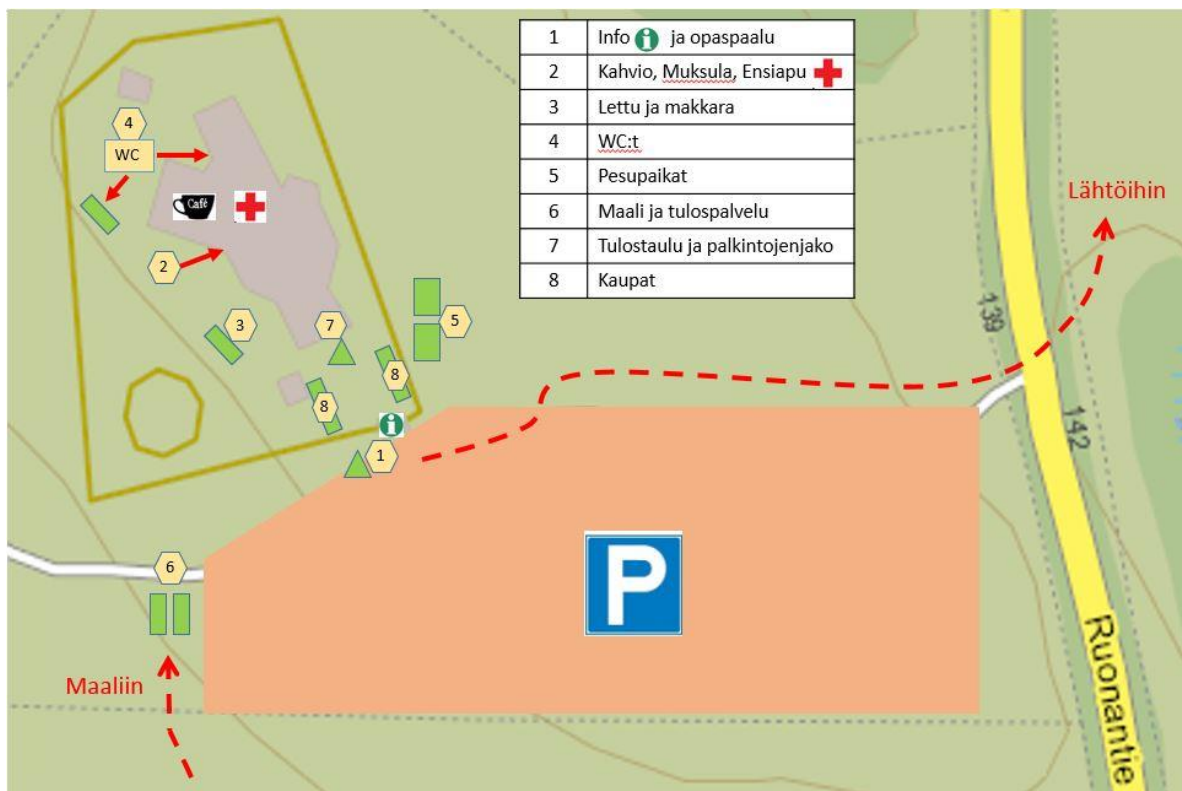 1 Info i ja opaspaalu
2 Kahvio, Muksula, Ensiapu
3 Lettu ja makkara
4 WC:t
5 Pesupaikat
6 Maali ja tulospalvelu
7 Tulostaulu ja palkintojenjako
8 Kaupat
4
WC
Café
2
3
7
5
8
8
i
1
6
P
Maaliin
Lähtöihin
139
142
Ruonantie